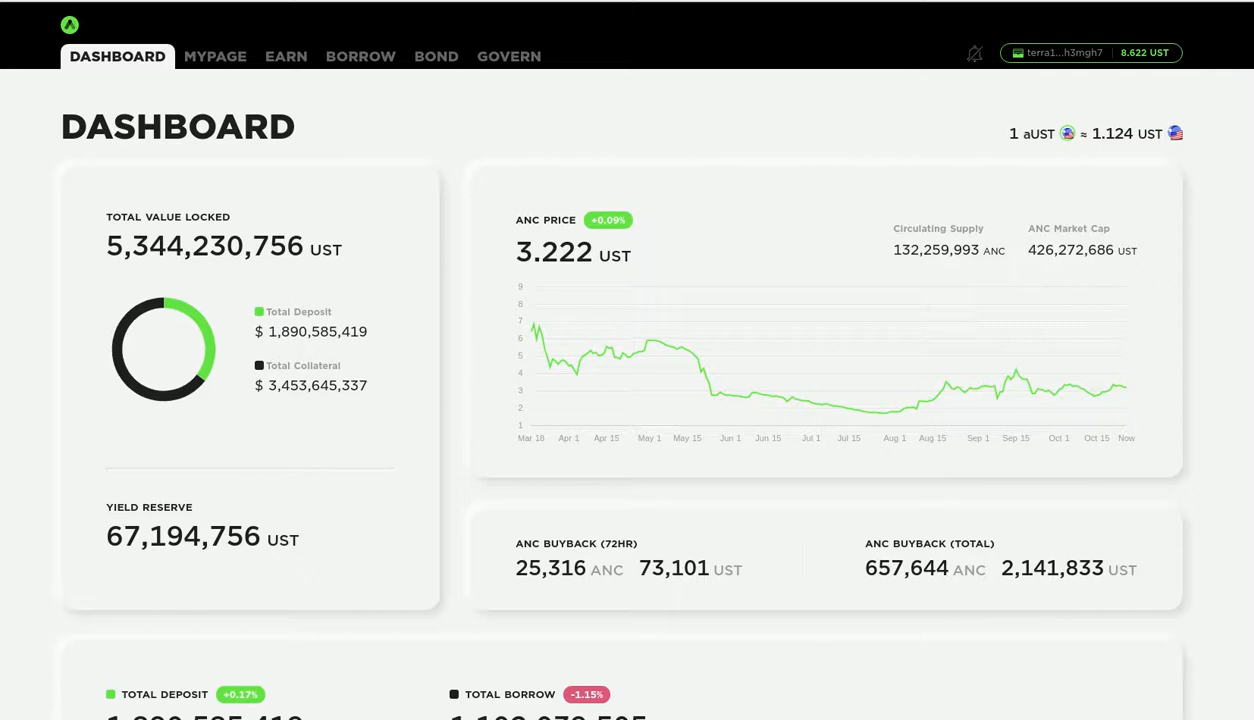 DASHBOARD MYPAGE EARN BORROW BOND GOVERN terra1...h3mgh7 8.622 UST
DASHBOARD
1 aUST ≈ 1.124 UST
TOTAL VALUE LOCKED
5,344,230,756 UST
Total Deposit
$ 1,890,585,419
Total Collateral
$ 3,453,645,337
YIELD RESERVE
67,194,756 UST
ANC PRICE +0.09%
3.222 UST
Circulating Supply ANC Market Cap
132,259,993 ANC 426,272,686 UST
9
8
7
6
5
4
3
2
1
Mar 18 Apr 1 Apr 15 May 1 May 15 Jun 1 Jun 15 Jul 1 Jul 15 Aug 1 Aug 15 Sep 1 Sep 15 Oct 1 Oct 15 Now
ANC BUYBACK (72HR) ANC BUYBACK (TOTAL)
25,316 ANC 73,101 UST 657,644 ANC 2,141,833 UST
TOTAL DEPOSIT +0.17% TOTAL BORROW -1.15%